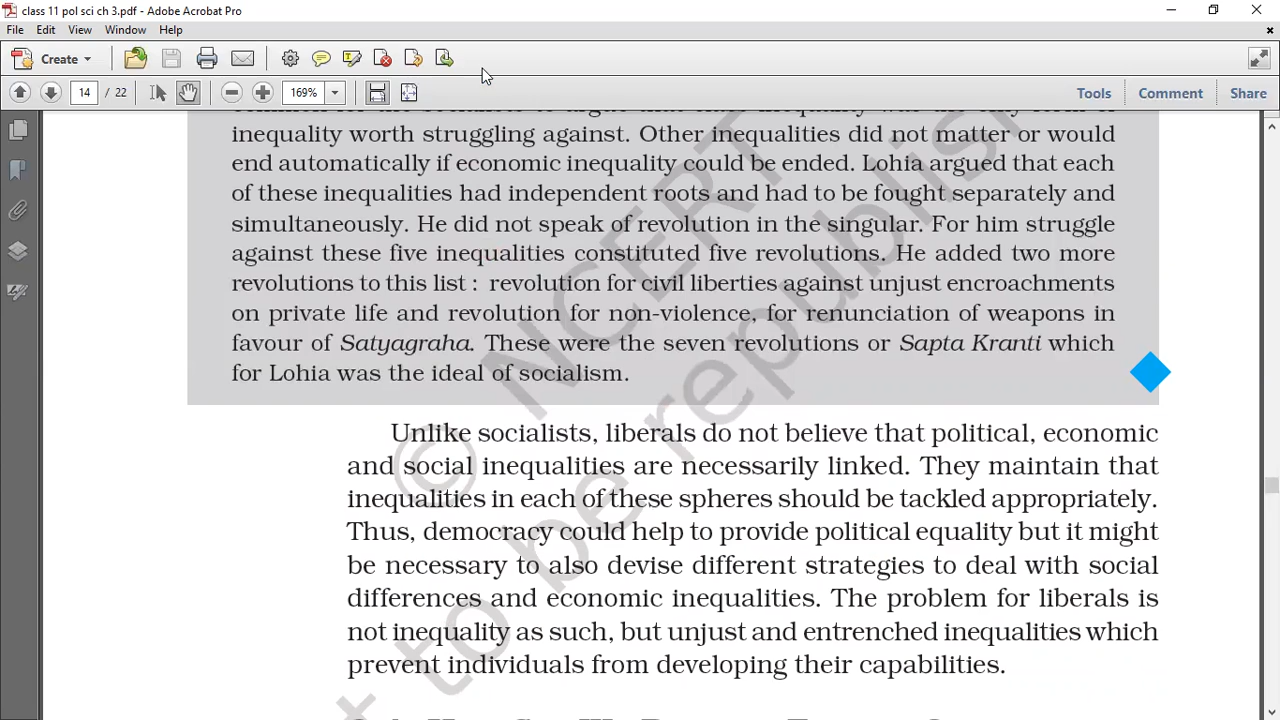 class 11 pol sci ch 3.pdf - Adobe Acrobat Pro
File Edit View Window Help
Create
14 / 22 169% Tools Comment Share
inequality worth struggling against. Other inequalities did not matter or would
end automatically if economic inequality could be ended. Lohia argued that each
of these inequalities had independent roots and had to be fought separately and
simultaneously. He did not speak of revolution in the singular. For him struggle
against these five inequalities constituted five revolutions. He added two more
revolutions to this list : revolution for civil liberties against unjust encroachments
on private life and revolution for non-violence, for renunciation of weapons in
favour of Satyagraha. These were the seven revolutions or Sapta Kranti which
for Lohia was the ideal of socialism.
Unlike socialists, liberals do not believe that political, economic
and social inequalities are necessarily linked. They maintain that
inequalities in each of these spheres should be tackled appropriately.
Thus, democracy could help to provide political equality but it might
be necessary to also devise different strategies to deal with social
differences and economic inequalities. The problem for liberals is
not inequality as such, but unjust and entrenched inequalities which
prevent individuals from developing their capabilities.
© NCERT
to be republis